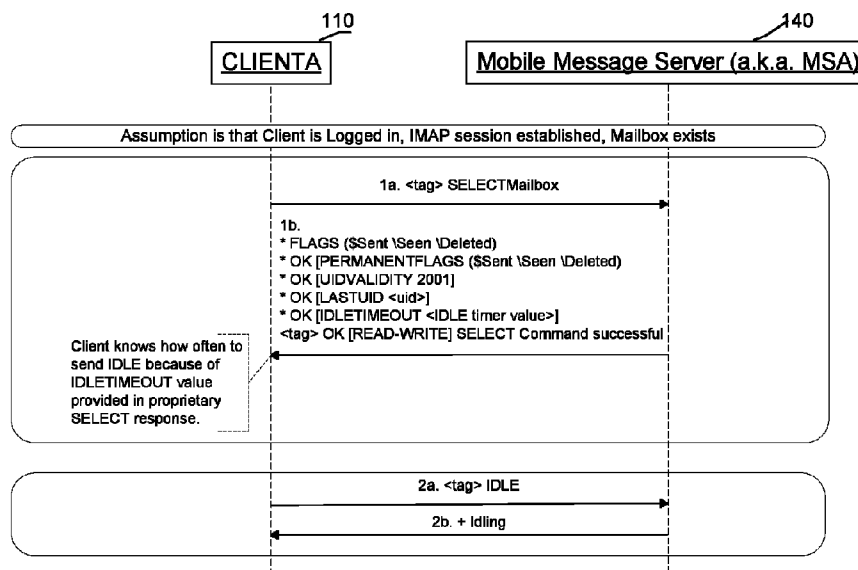 110
140
CLIENTA
Mobile Message Server (a.k.a. MSA)
Assumption is that Client is Logged in, IMAP session established, Mailbox exists
1a. <tag> SELECTMailbox
1b.
* FLAGS ($Sent \Seen \Deleted)
* OK [PERMANENTFLAGS ($Sent \Seen \Deleted)
* OK [UIDVALIDITY 2001]
* OK [LASTUID <uid>]
* OK [IDLETIMEOUT <IDLE timer value>]
<tag> OK [READ-WRITE] SELECT Command successful
Client knows how often to
send IDLE because of
IDLETIMEOUT value
provided in proprietary
SELECT response.
2a. <tag> IDLE
2b. + Idling